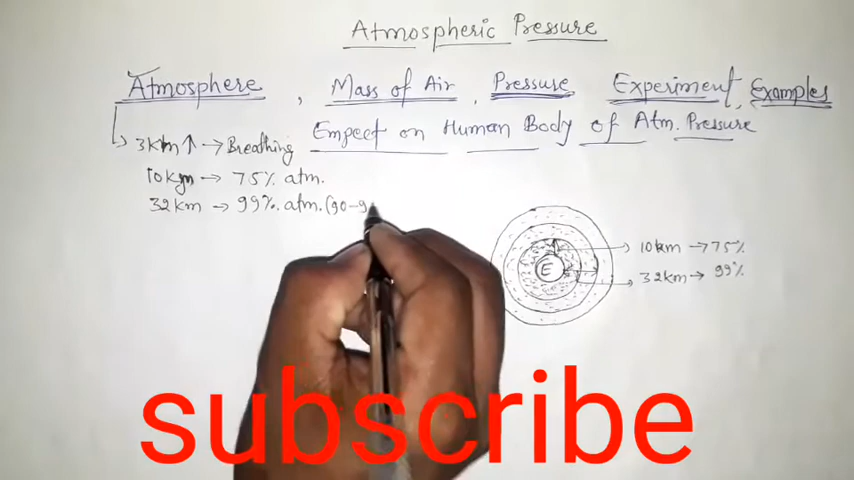 Atmospheric Pressure
Atmosphere, Mass of Air, Pressure Experiment, Examples
Empect on Human Body of Atm. Pressure
3km ↑ → Breathing
10km → 75% atm.
32km → 99% atm. (90-9
E
10km → 75%
32km → 99%
subscribe